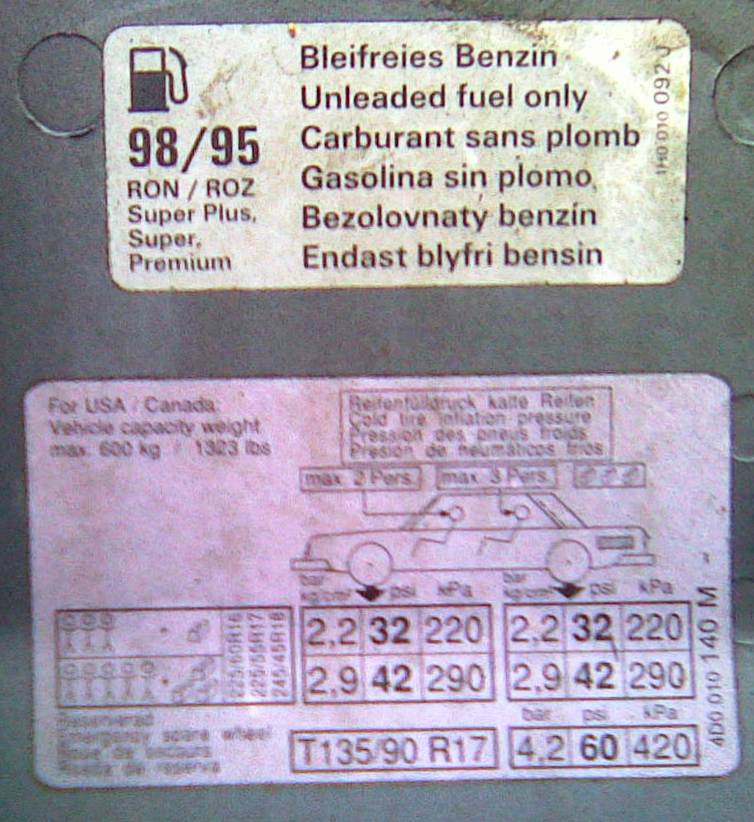 Bleifreies Benzin
Unleaded fuel only
Carburant sans plomb
Gasolina sin plomo
Bezolovnaty benzín
Endast blyfri bensin
98/95
RON / ROZ
Super Plus,
Super,
Premium
1H0 010 092 J
For USA / Canada:
Vehicle capacity weight
max. 600 kg / 1323 lbs
Reifenfülldruck kalte Reifen
Cold tire inflation pressure
Pression des pneus froids
Presión de neumáticos fríos
max. 2 Pers. max. 3 Pers.
bar psi kPa bar psi kPa
kg/cm² kg/cm²
225/60R16
225/55R17
245/45R18
2,2 32 220 2,2 32 220
2,9 42 290 2,9 42 290
Reserverad
Emergency spare wheel
Roue de secours
Rueda de reserva
bar psi kPa
T135/90 R17 4,2 60 420
4D0 010 140 M